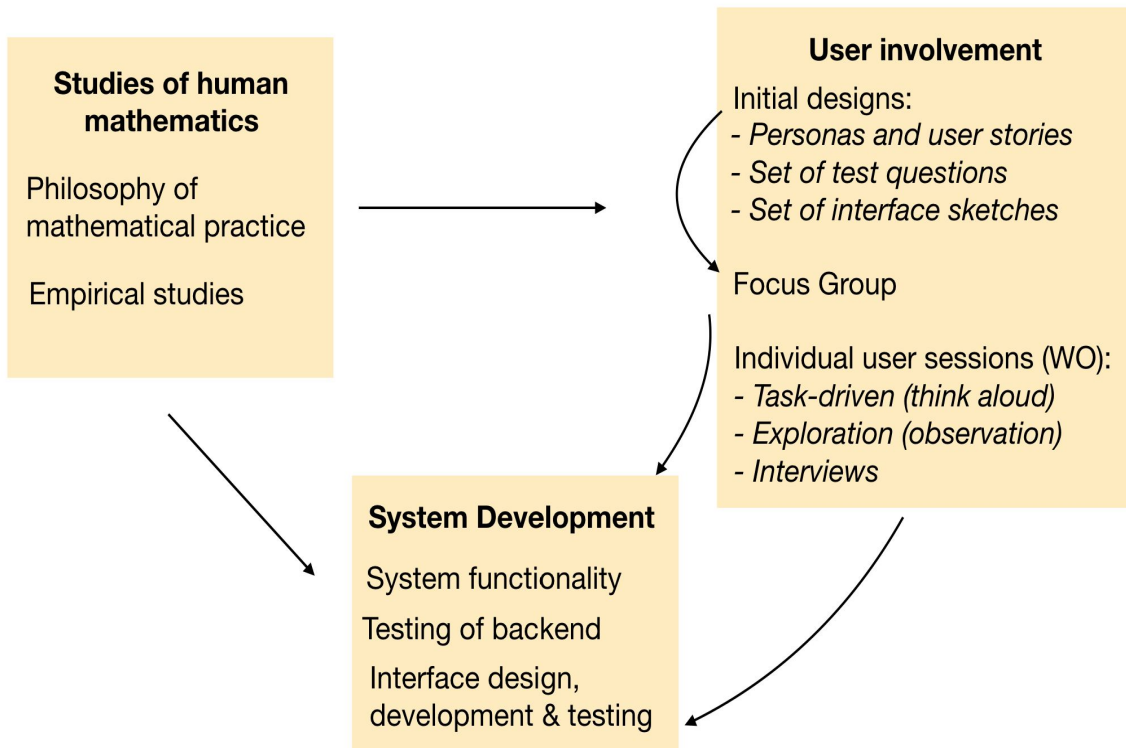 Studies of human
mathematics
Philosophy of
mathematical practice
Empirical studies
User involvement
Initial designs:
- Personas and user stories
- Set of test questions
- Set of interface sketches
Focus Group
Individual user sessions (WO):
- Task-driven (think aloud)
- Exploration (observation)
- Interviews
System Development
System functionality
Testing of backend
Interface design,
development & testing